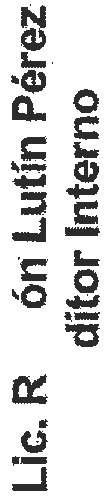 Lic. R ón Lutín Pérez
ditor Interno